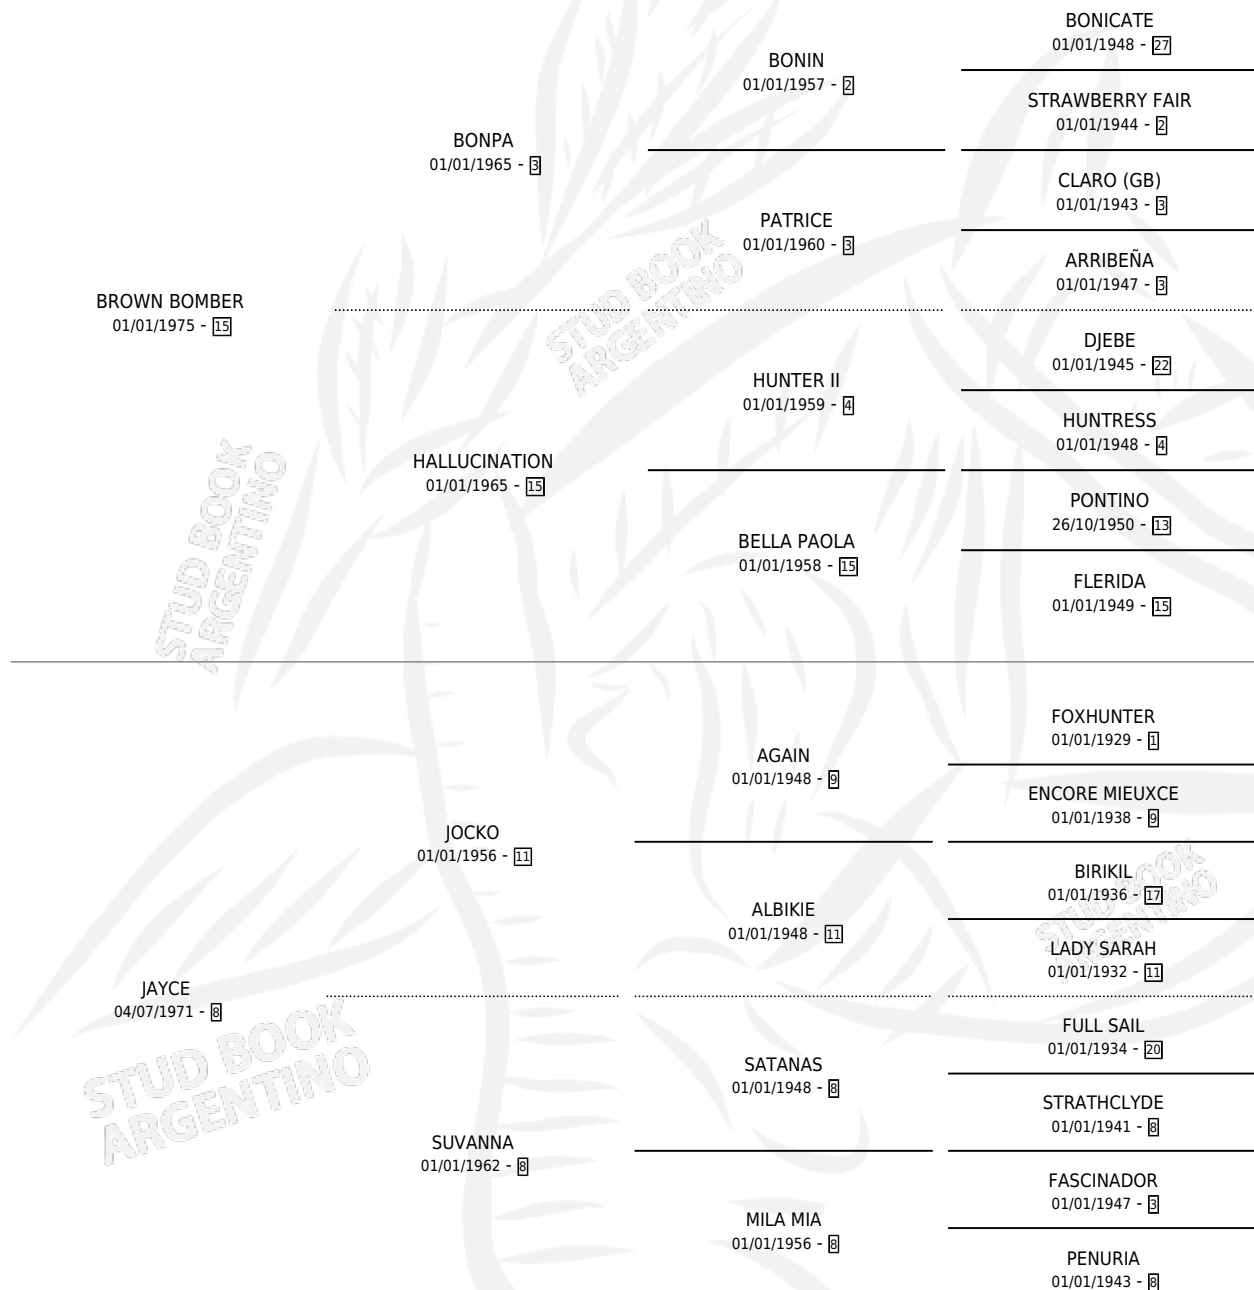 BONICATE
01/01/1948 - 27
BONIN
01/01/1957 - 2
STRAWBERRY FAIR
01/01/1944 - 2
BONPA
01/01/1965 - 3
CLARO (GB)
01/01/1943 - 3
PATRICE
01/01/1960 - 3
ARRIBEÑA
01/01/1947 - 3
BROWN BOMBER
01/01/1975 - 15
DJEBE
01/01/1945 - 22
HUNTER II
01/01/1959 - 4
HUNTRESS
01/01/1948 - 4
HALLUCINATION
01/01/1965 - 15
PONTINO
26/10/1950 - 13
BELLA PAOLA
01/01/1958 - 15
FLERIDA
01/01/1949 - 15
FOXHUNTER
01/01/1929 - 1
AGAIN
01/01/1948 - 9
ENCORE MIEUXCE
01/01/1938 - 9
JOCKO
01/01/1956 - 11
BIRIKIL
01/01/1936 - 17
ALBIKIE
01/01/1948 - 11
LADY SARAH
01/01/1932 - 11
JAYCE
04/07/1971 - 8
FULL SAIL
01/01/1934 - 20
SATANAS
01/01/1948 - 8
STRATHCLYDE
01/01/1941 - 8
SUVANNA
01/01/1962 - 8
FASCINADOR
01/01/1947 - 3
MILA MIA
01/01/1956 - 8
PENURIA
01/01/1943 - 8
STUD BOOK
ARGENTINO
STUD BOOK
ARGENTINO
STUD BOOK
ARGENTINO
STUD BOOK
ARGENTINO